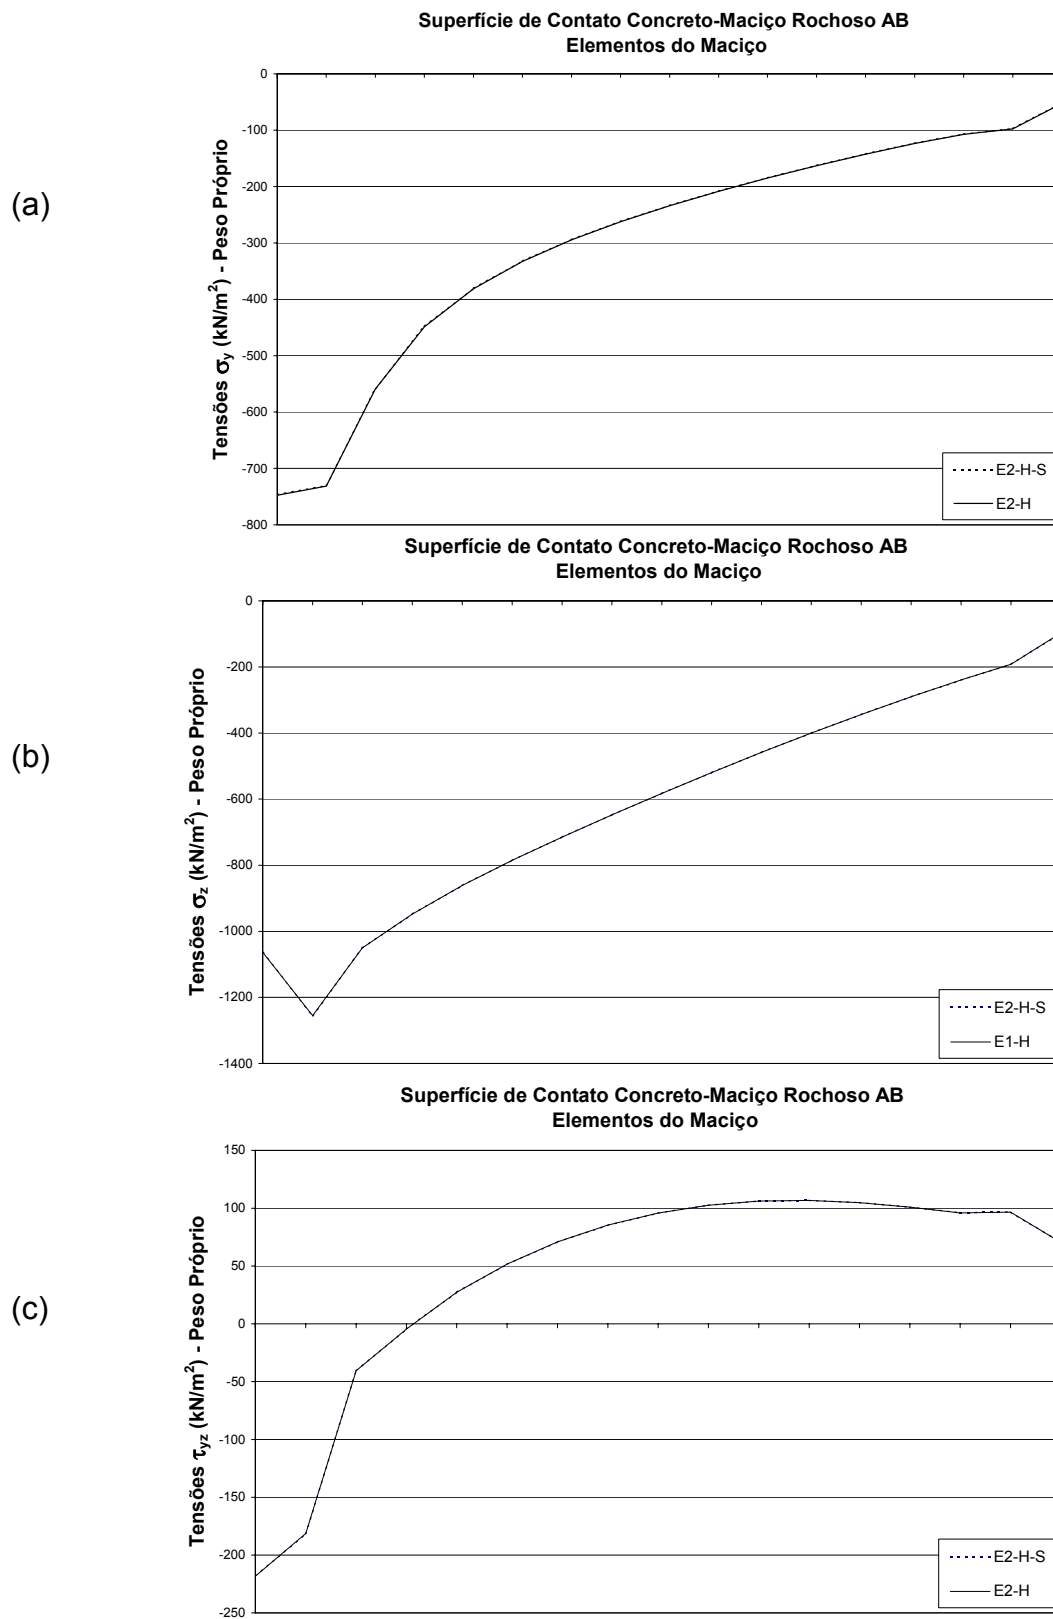 Superfície de Contato Concreto-Maciço Rochoso AB
Elementos do Maciço
(a)
Tensões σy (kN/m²) - Peso Próprio
0
-100
-200
-300
-400
-500
-600
-700
-800
E2-H-S
E2-H
Superfície de Contato Concreto-Maciço Rochoso AB
Elementos do Maciço
(b)
Tensões σz (kN/m²) - Peso Próprio
0
-200
-400
-600
-800
-1000
-1200
-1400
E2-H-S
E1-H
Superfície de Contato Concreto-Maciço Rochoso AB
Elementos do Maciço
(c)
Tensões τyz (kN/m²) - Peso Próprio
150
100
50
0
-50
-100
-150
-200
-250
E2-H-S
E2-H